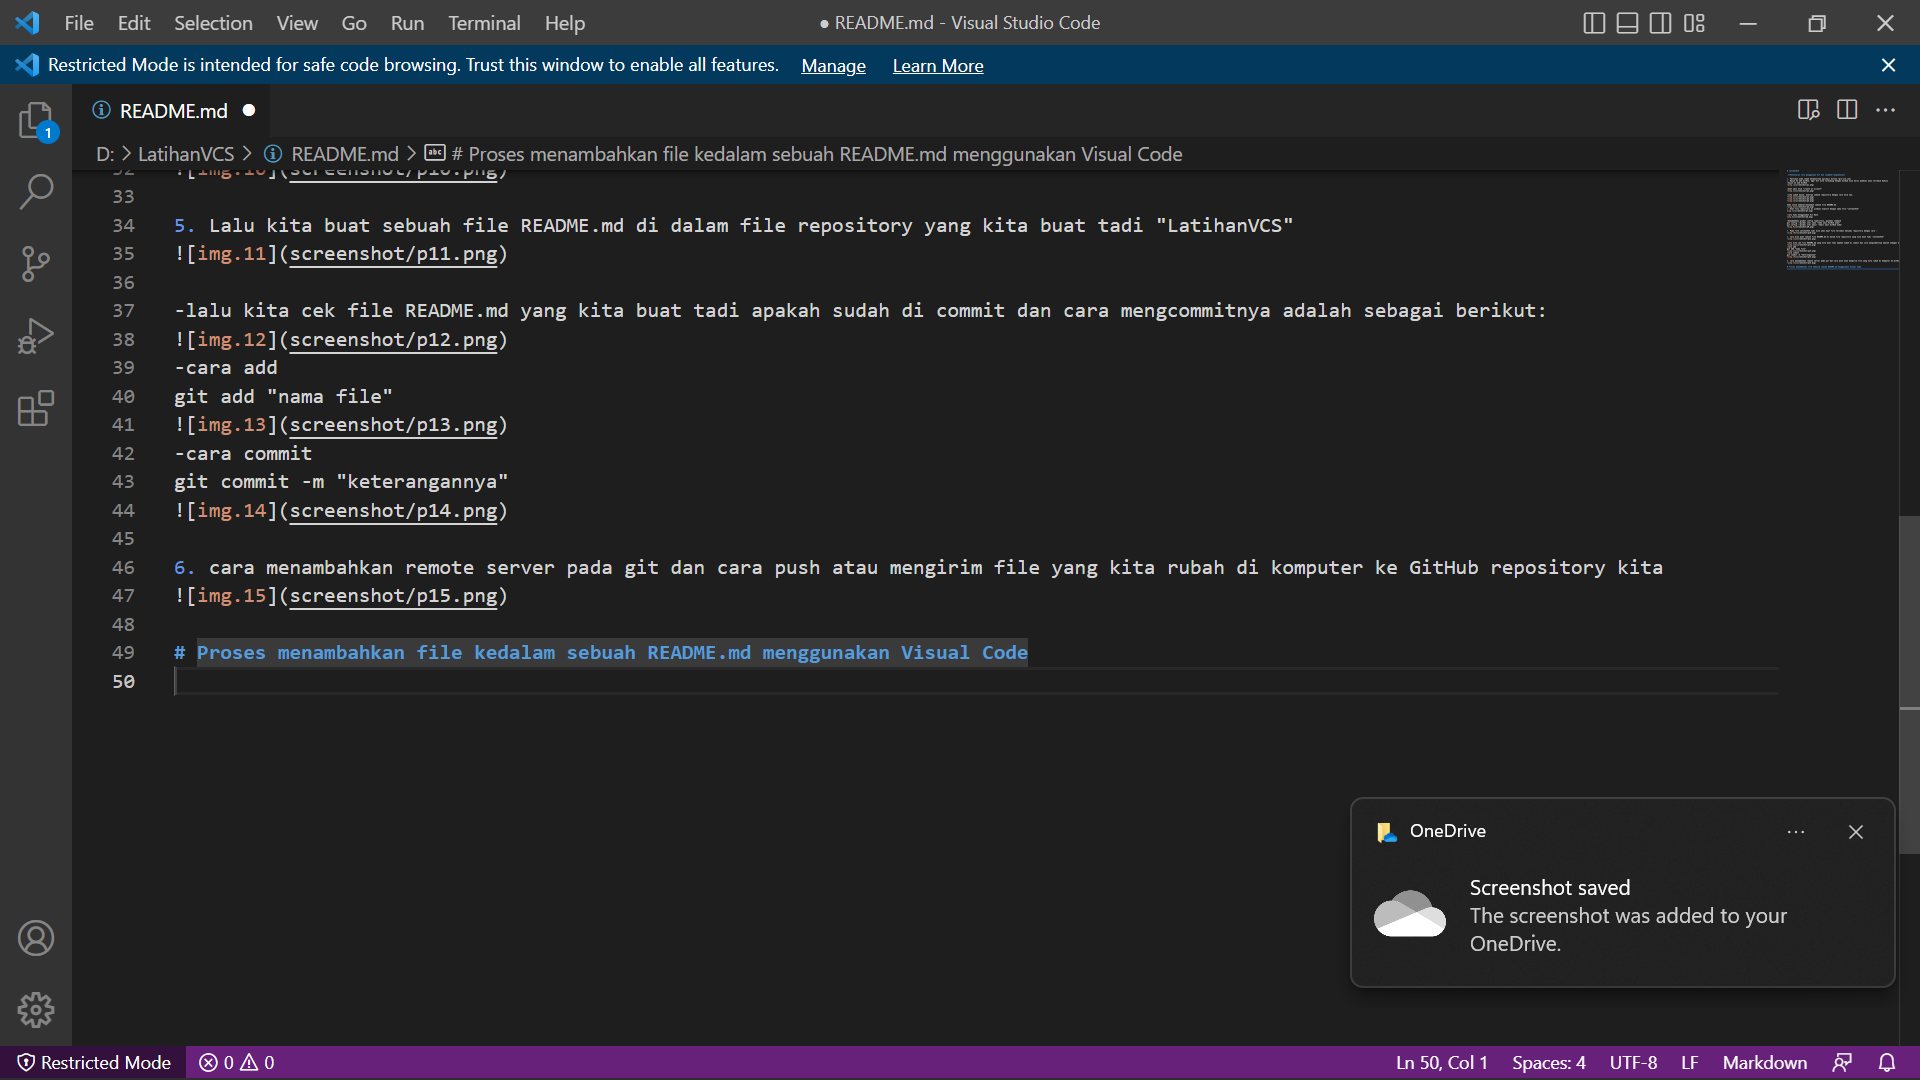 File Edit Selection View Go Run Terminal Help
● README.md - Visual Studio Code
Restricted Mode is intended for safe code browsing. Trust this window to enable all features. Manage Learn More
1
README.md
D: > LatihanVCS > README.md > # Proses menambahkan file kedalam sebuah README.md menggunakan Visual Code
32 ![img.10](screenshot/p10.png)
33
34 5. Lalu kita buat sebuah file README.md di dalam file repository yang kita buat tadi "LatihanVCS"
35 ![img.11](screenshot/p11.png)
36
37 -lalu kita cek file README.md yang kita buat tadi apakah sudah di commit dan cara mengcommitnya adalah sebagai berikut:
38 ![img.12](screenshot/p12.png)
39 -cara add
40 git add "nama file"
41 ![img.13](screenshot/p13.png)
42 -cara commit
43 git commit -m "keterangannya"
44 ![img.14](screenshot/p14.png)
45
46 6. cara menambahkan remote server pada git dan cara push atau mengirim file yang kita rubah di komputer ke GitHub repository kita
47 ![img.15](screenshot/p15.png)
48
49 # Proses menambahkan file kedalam sebuah README.md menggunakan Visual Code
50
OneDrive
Screenshot saved
The screenshot was added to your
OneDrive.
Restricted Mode 0 0 Ln 50, Col 1 Spaces: 4 UTF-8 LF Markdown